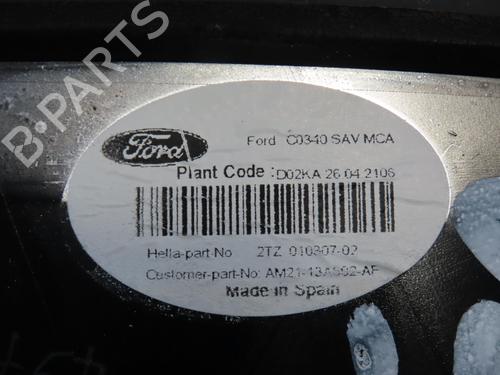 B-PARTS
Ford
Ford C0340 SAV MCA
Plant Code : D02KA 26 04 2106
Hella-part-No 2TZ 010307-02
Customer-part-No: AM21-13A602-AF
Made in Spain